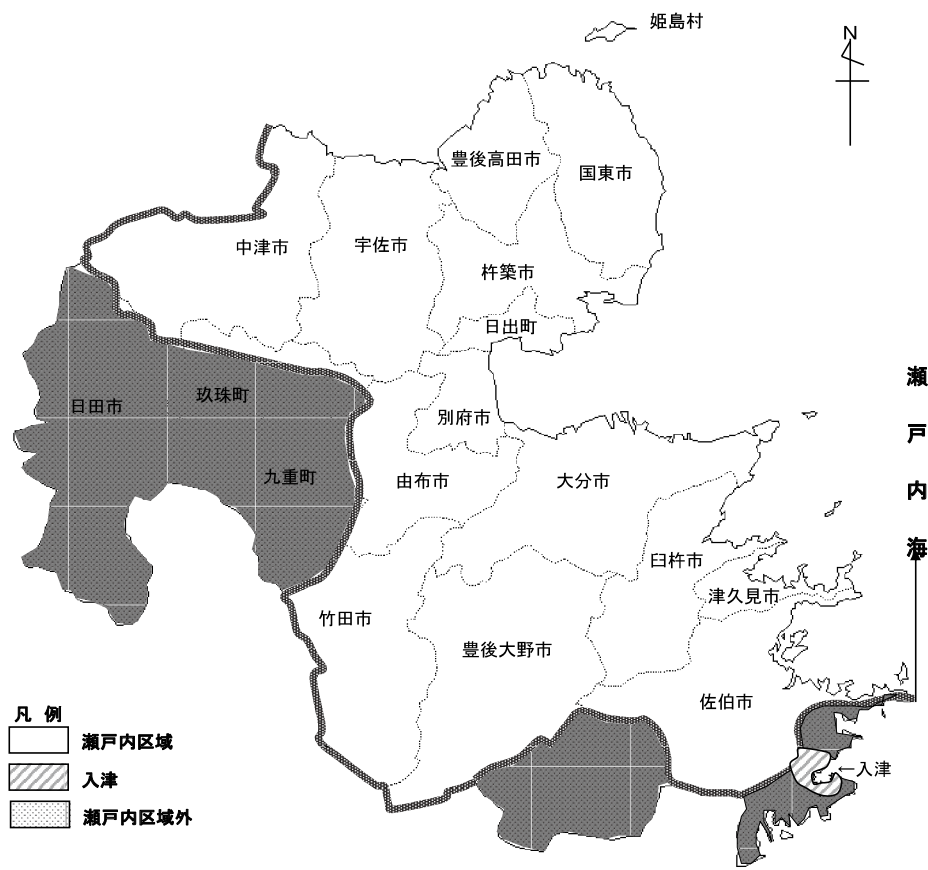 姫島村
N
豊後高田市
国東市
中津市
宇佐市
杵築市
日出町
瀬戸内海
日田市
玖珠町
別府市
九重町
由布市
大分市
臼杵市
津久見市
竹田市
豊後大野市
佐伯市
凡 例
瀬戸内区域
入津
←入津
瀬戸内区域外